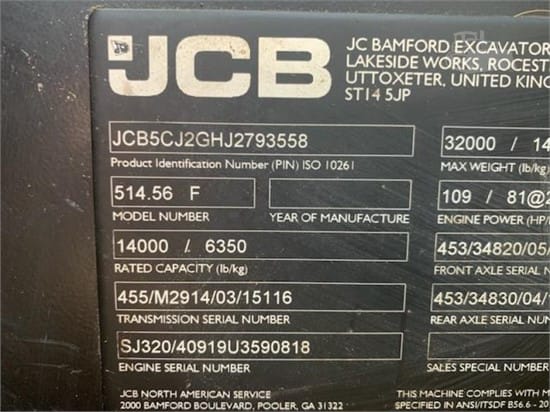 JCB
JC BAMFORD EXCAVATOR
LAKESIDE WORKS, ROCEST
UTTOXETER, UNITED KING
ST14 5JP
JCB5CJ2GHJ2793558
Product Identification Number (PIN) ISO 10261
32000 / 14
MAX WEIGHT (lb/kg)
514.56 F
MODEL NUMBER
YEAR OF MANUFACTURE
109 / 81@2
ENGINE POWER (HP/
14000 / 6350
RATED CAPACITY (lb/kg)
453/34820/05/
FRONT AXLE SERIAL N
455/M2914/03/15116
TRANSMISSION SERIAL NUMBER
453/34830/04/
REAR AXLE SERIAL NU
SJ320/40919U3590818
ENGINE SERIAL NUMBER
SALES SPECIAL NUMBER
JCB NORTH AMERICAN SERVICE
2000 BAMFORD BOULEVARD, POOLER, GA 31322
THIS MACHINE COMPLIES WITH M
SPECIFIED IN ANSI/ITSDF B56.6 - 20